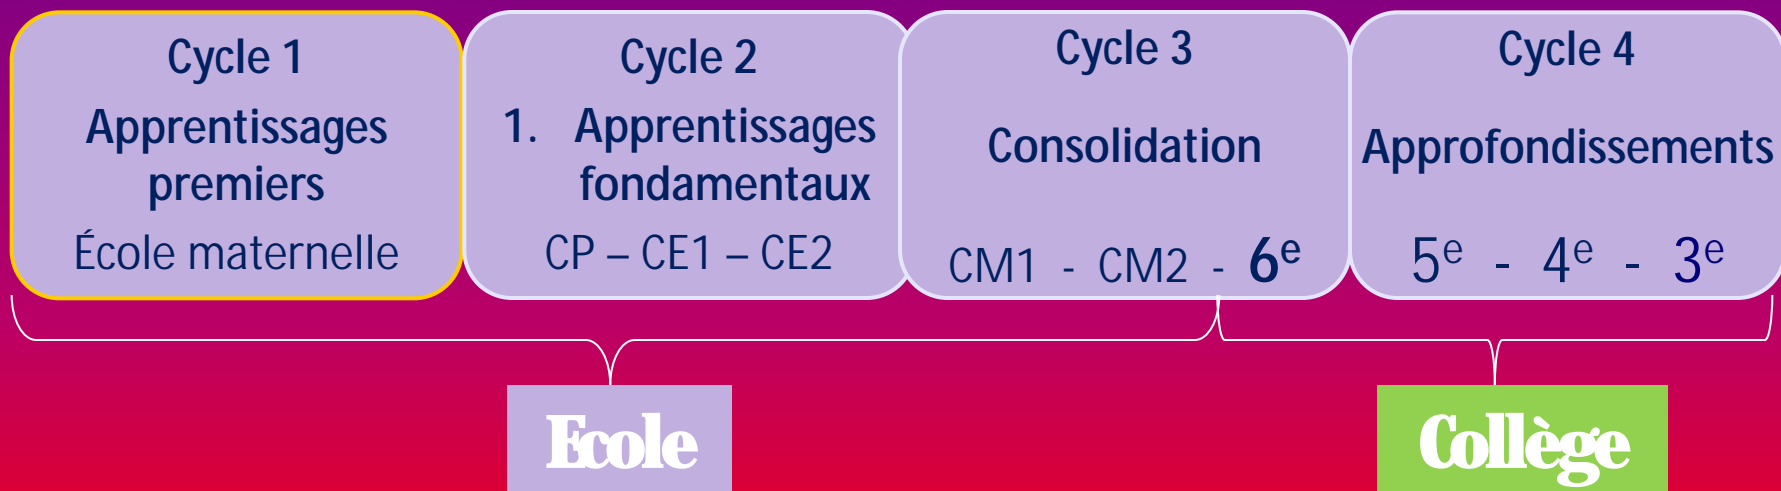 Cycle 1
Apprentissages
premiers
École maternelle
Cycle 2
1. Apprentissages
fondamentaux
CP – CE1 – CE2
Cycle 3
Consolidation
CM1 - CM2 - 6e
Cycle 4
Approfondissements
5e - 4e - 3e
Ecole
Collège